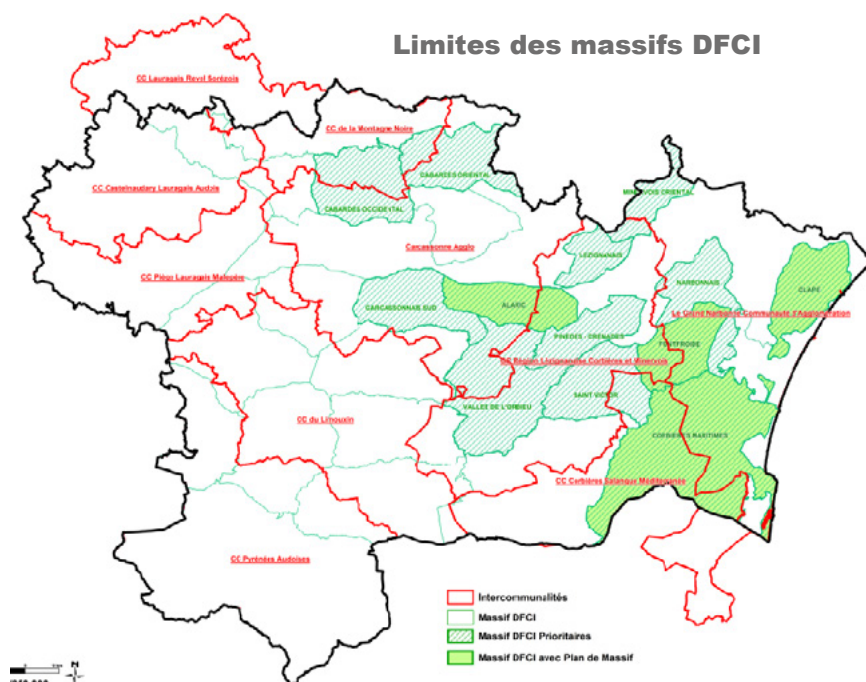 Limites des massifs DFCI
CC Lauragais Revel Sorézois
CC de la Montagne Noire
CABARDES ORIENTAL
CC Castelnaudary Lauragais Audois
MINERVOIS ORIENTAL
CABARDES OCCIDENTAL
Carcassonne Agglo
LEZIGNANAIS
CC Piège Lauragais Malepère
NARBONNAIS
CLAPE
ALARIC
CARCASSONNAIS SUD
Le Grand Narbonne Communauté d'Agglomération
PINEDES - GRENACHES
FONTFROIDE
CC Région Lézignanaise Corbières et Minervois
VALLEE DE L'ORBIEU
SAINT VICTOR
CC du Limouxin
CORBIERES MARITIMES
CC Corbières Salanque Méditerranée
CC Pyrénées Audoises
Intercommunalités
Massif DFCI
Massif DFCI Prioritaires
Massif DFCI avec Plan de Massif
N